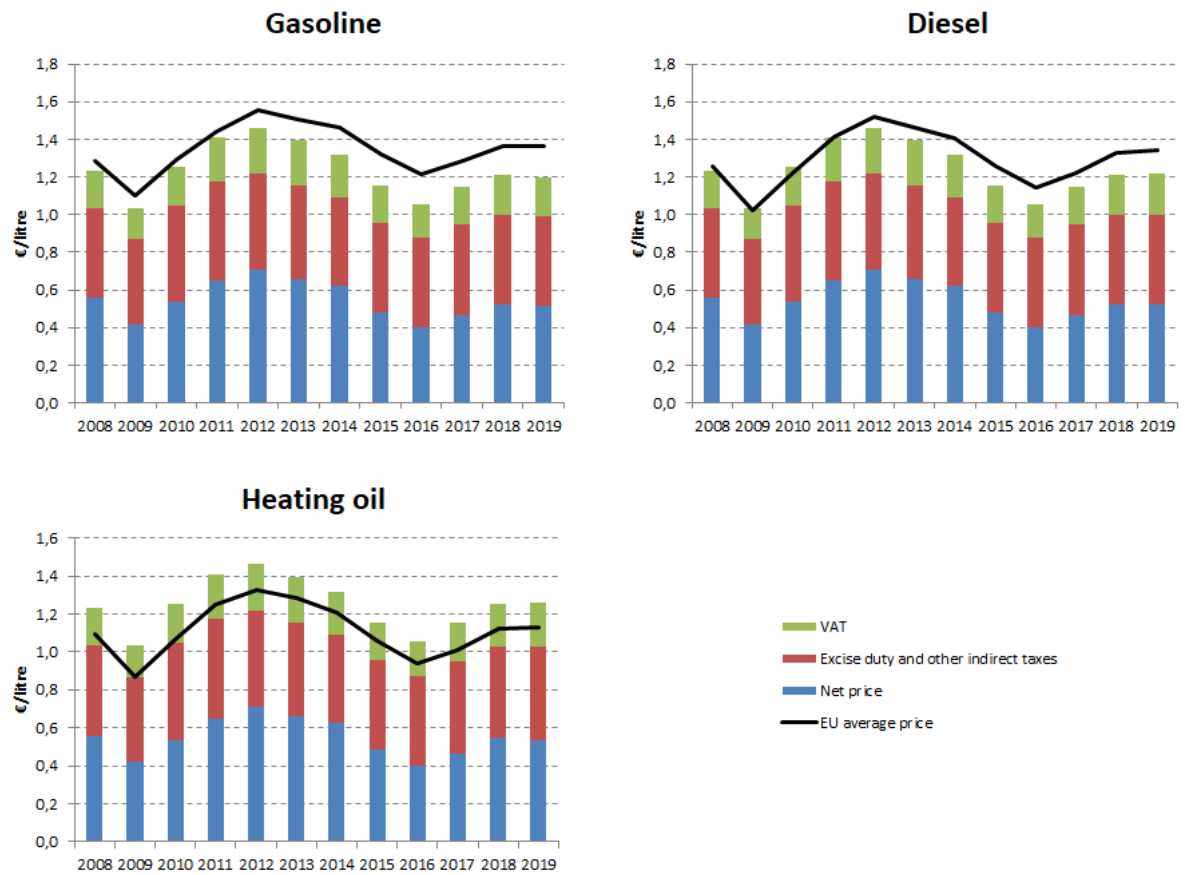 Gasoline
€/litre
1,8
1,6
1,4
1,2
1,0
0,8
0,6
0,4
0,2
0,0
2008 2009 2010 2011 2012 2013 2014 2015 2016 2017 2018 2019
Diesel
€/litre
1,8
1,6
1,4
1,2
1,0
0,8
0,6
0,4
0,2
0,0
2008 2009 2010 2011 2012 2013 2014 2015 2016 2017 2018 2019
Heating oil
€/litre
1,6
1,4
1,2
1,0
0,8
0,6
0,4
0,2
0,0
2008 2009 2010 2011 2012 2013 2014 2015 2016 2017 2018 2019
VAT
Excise duty and other indirect taxes
Net price
EU average price